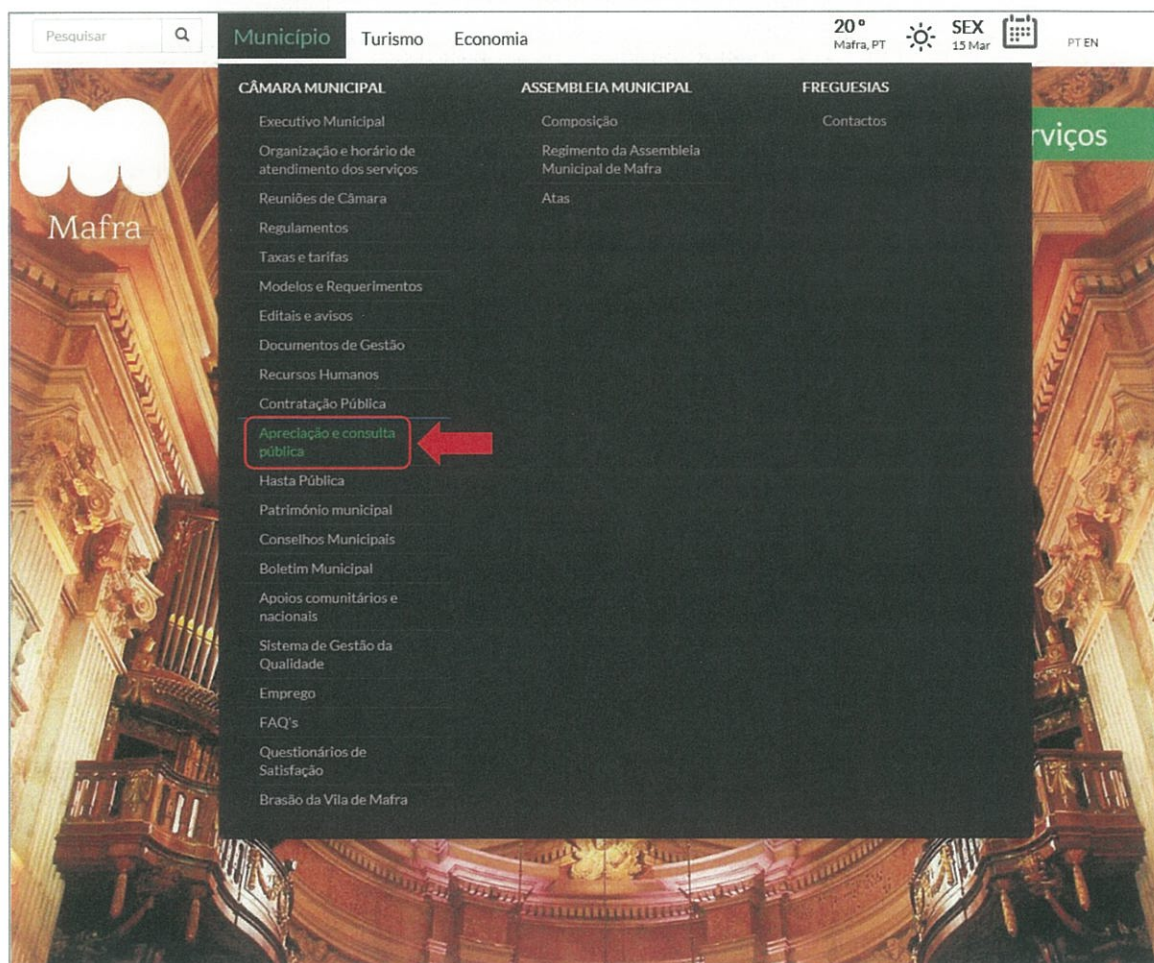 Pesquisar
Município
Turismo
Economia
20 °
Mafra, PT
SEX
15 Mar
PT EN
Mafra
rviços
CÂMARA MUNICIPAL
Executivo Municipal
Organização e horário de
atendimento dos serviços
Reuniões de Câmara
Regulamentos
Taxas e tarifas
Modelos e Requerimentos
Editais e avisos
Documentos de Gestão
Recursos Humanos
Contratação Pública
Apreciação e consulta
pública
Hasta Pública
Património municipal
Conselhos Municipais
Boletim Municipal
Apoios comunitários e
nacionais
Sistema de Gestão da
Qualidade
Emprego
FAQ's
Questionários de
Satisfação
Brasão da Vila de Mafra
ASSEMBLEIA MUNICIPAL
Composição
Regimento da Assembleia
Municipal de Mafra
Atas
FREGUESIAS
Contactos